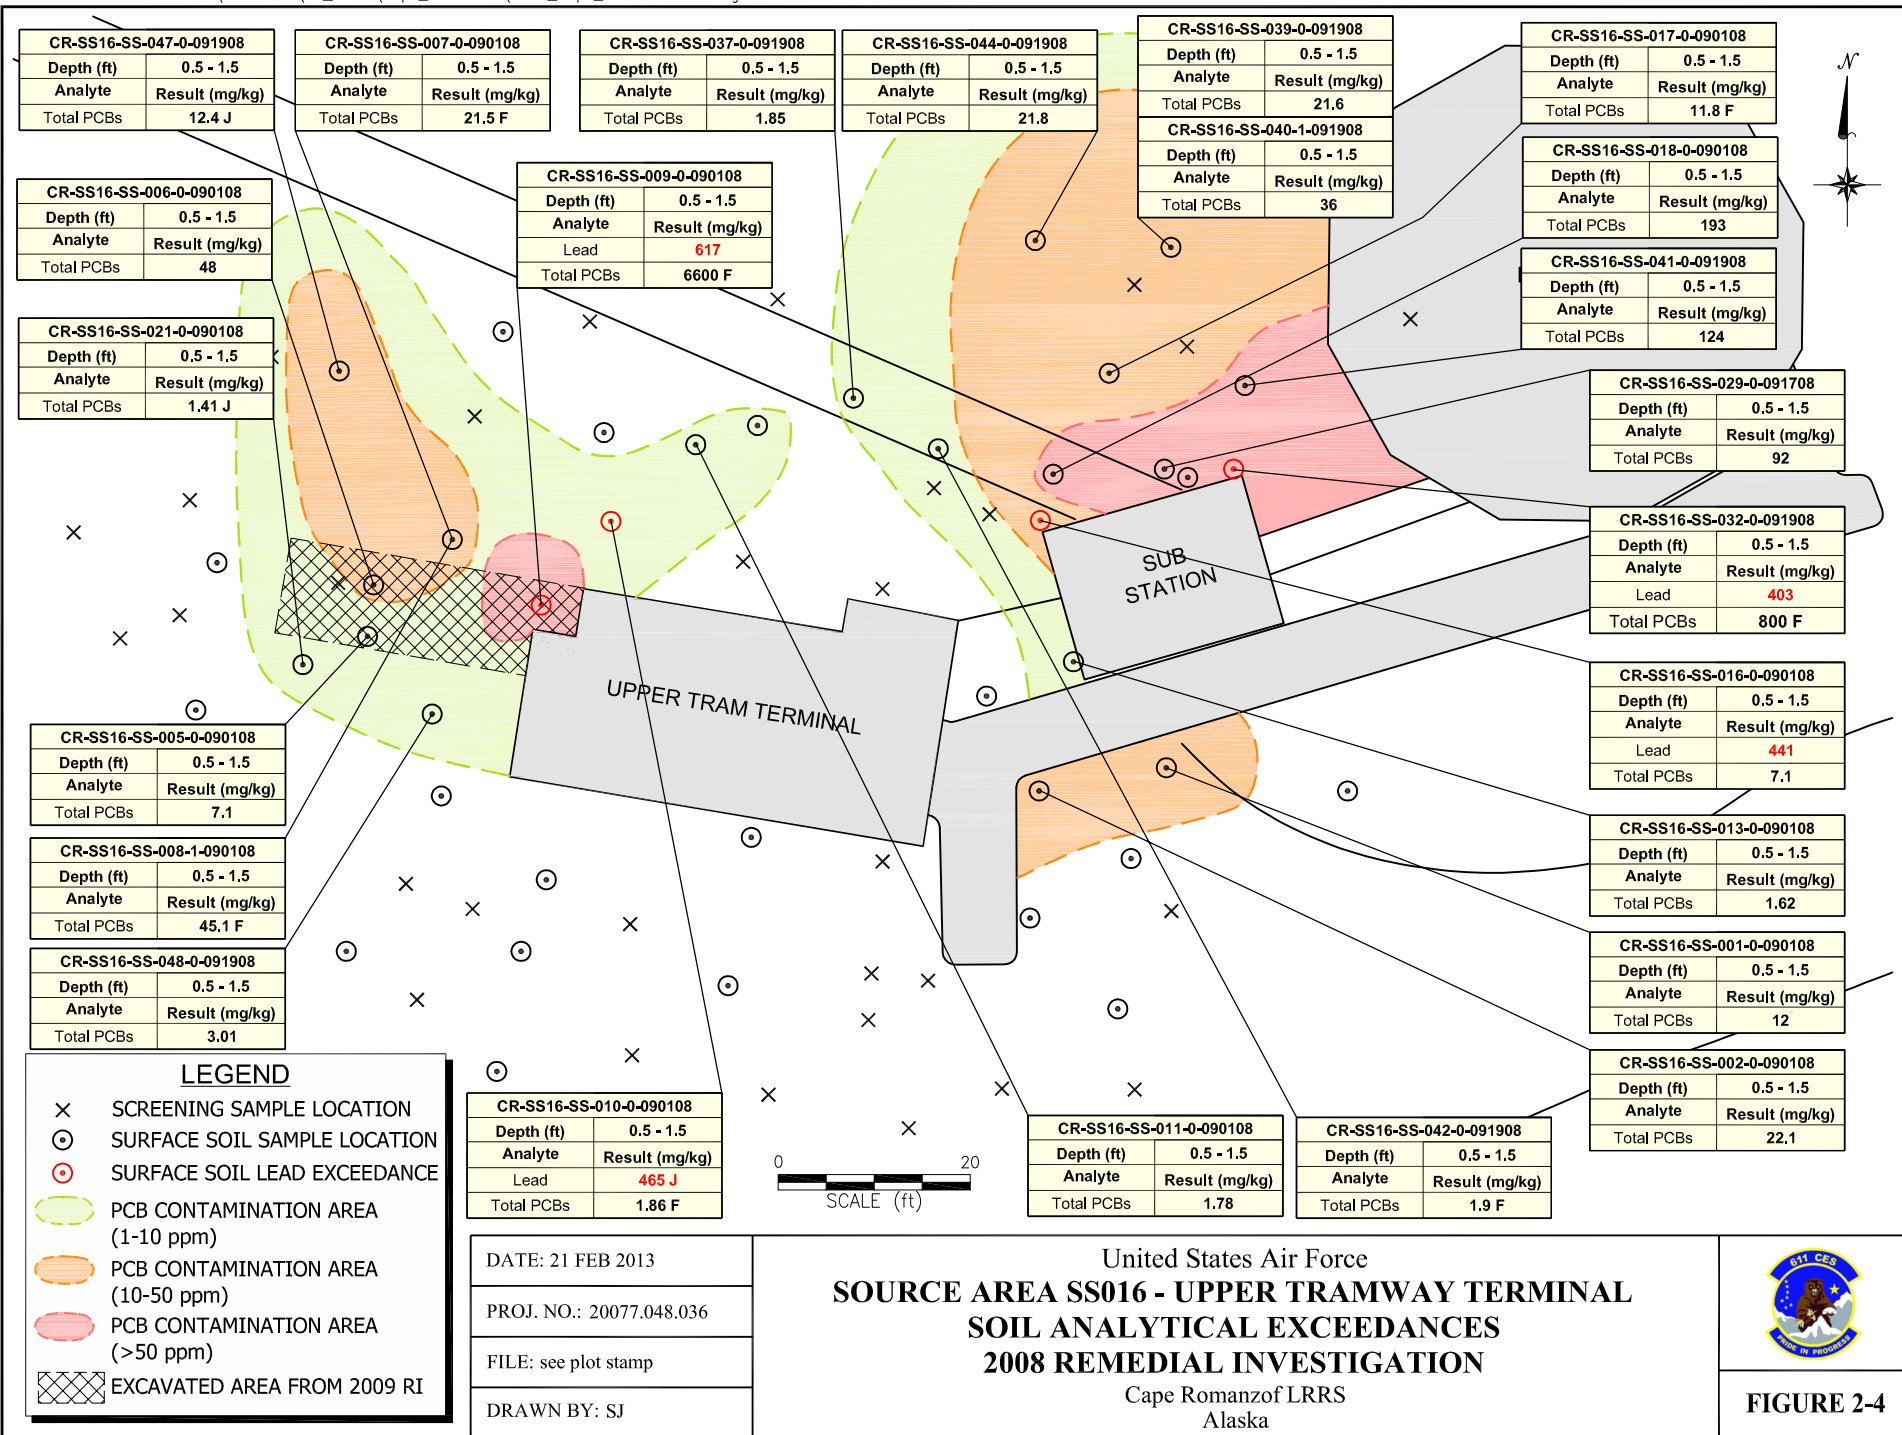 CR-SS16-SS-047-0-091908
Depth (ft) 0.5 - 1.5
Analyte Result (mg/kg)
Total PCBs 12.4 J
CR-SS16-SS-007-0-090108
Depth (ft) 0.5 - 1.5
Analyte Result (mg/kg)
Total PCBs 21.5 F
CR-SS16-SS-037-0-091908
Depth (ft) 0.5 - 1.5
Analyte Result (mg/kg)
Total PCBs 1.85
CR-SS16-SS-044-0-091908
Depth (ft) 0.5 - 1.5
Analyte Result (mg/kg)
Total PCBs 21.8
CR-SS16-SS-039-0-091908
Depth (ft) 0.5 - 1.5
Analyte Result (mg/kg)
Total PCBs 21.6
CR-SS16-SS-040-1-091908
Depth (ft) 0.5 - 1.5
Analyte Result (mg/kg)
Total PCBs 36
CR-SS16-SS-017-0-090108
Depth (ft) 0.5 - 1.5
Analyte Result (mg/kg)
Total PCBs 11.8 F
N
CR-SS16-SS-018-0-090108
Depth (ft) 0.5 - 1.5
Analyte Result (mg/kg)
Total PCBs 193
CR-SS16-SS-006-0-090108
Depth (ft) 0.5 - 1.5
Analyte Result (mg/kg)
Total PCBs 48
CR-SS16-SS-009-0-090108
Depth (ft) 0.5 - 1.5
Analyte Result (mg/kg)
Lead 617
Total PCBs 6600 F
CR-SS16-SS-041-0-091908
Depth (ft) 0.5 - 1.5
Analyte Result (mg/kg)
Total PCBs 124
CR-SS16-SS-021-0-090108
Depth (ft) 0.5 - 1.5
Analyte Result (mg/kg)
Total PCBs 1.41 J
CR-SS16-SS-029-0-091708
Depth (ft) 0.5 - 1.5
Analyte Result (mg/kg)
Total PCBs 92
CR-SS16-SS-032-0-091908
Depth (ft) 0.5 - 1.5
Analyte Result (mg/kg)
Lead 403
Total PCBs 800 F
SUB
STATION
UPPER TRAM TERMINAL
CR-SS16-SS-016-0-090108
Depth (ft) 0.5 - 1.5
Analyte Result (mg/kg)
Lead 441
Total PCBs 7.1
CR-SS16-SS-005-0-090108
Depth (ft) 0.5 - 1.5
Analyte Result (mg/kg)
Total PCBs 7.1
CR-SS16-SS-013-0-090108
Depth (ft) 0.5 - 1.5
Analyte Result (mg/kg)
Total PCBs 1.62
CR-SS16-SS-008-1-090108
Depth (ft) 0.5 - 1.5
Analyte Result (mg/kg)
Total PCBs 45.1 F
CR-SS16-SS-001-0-090108
Depth (ft) 0.5 - 1.5
Analyte Result (mg/kg)
Total PCBs 12
CR-SS16-SS-048-0-091908
Depth (ft) 0.5 - 1.5
Analyte Result (mg/kg)
Total PCBs 3.01
CR-SS16-SS-002-0-090108
Depth (ft) 0.5 - 1.5
Analyte Result (mg/kg)
Total PCBs 22.1
CR-SS16-SS-010-0-090108
Depth (ft) 0.5 - 1.5
Analyte Result (mg/kg)
Lead 465 J
Total PCBs 1.86 F
CR-SS16-SS-011-0-090108
Depth (ft) 0.5 - 1.5
Analyte Result (mg/kg)
Total PCBs 1.78
CR-SS16-SS-042-0-091908
Depth (ft) 0.5 - 1.5
Analyte Result (mg/kg)
Total PCBs 1.9 F
0 20
SCALE (ft)
LEGEND
SCREENING SAMPLE LOCATION
SURFACE SOIL SAMPLE LOCATION
SURFACE SOIL LEAD EXCEEDANCE
PCB CONTAMINATION AREA
(1-10 ppm)
PCB CONTAMINATION AREA
(10-50 ppm)
PCB CONTAMINATION AREA
(>50 ppm)
EXCAVATED AREA FROM 2009 RI
DATE: 21 FEB 2013
PROJ. NO.: 20077.048.036
FILE: see plot stamp
DRAWN BY: SJ
United States Air Force
SOURCE AREA SS016 - UPPER TRAMWAY TERMINAL
SOIL ANALYTICAL EXCEEDANCES
2008 REMEDIAL INVESTIGATION
Cape Romanzof LRRS
Alaska
611 CES
PRIDE IN PROGRESS
FIGURE 2-4